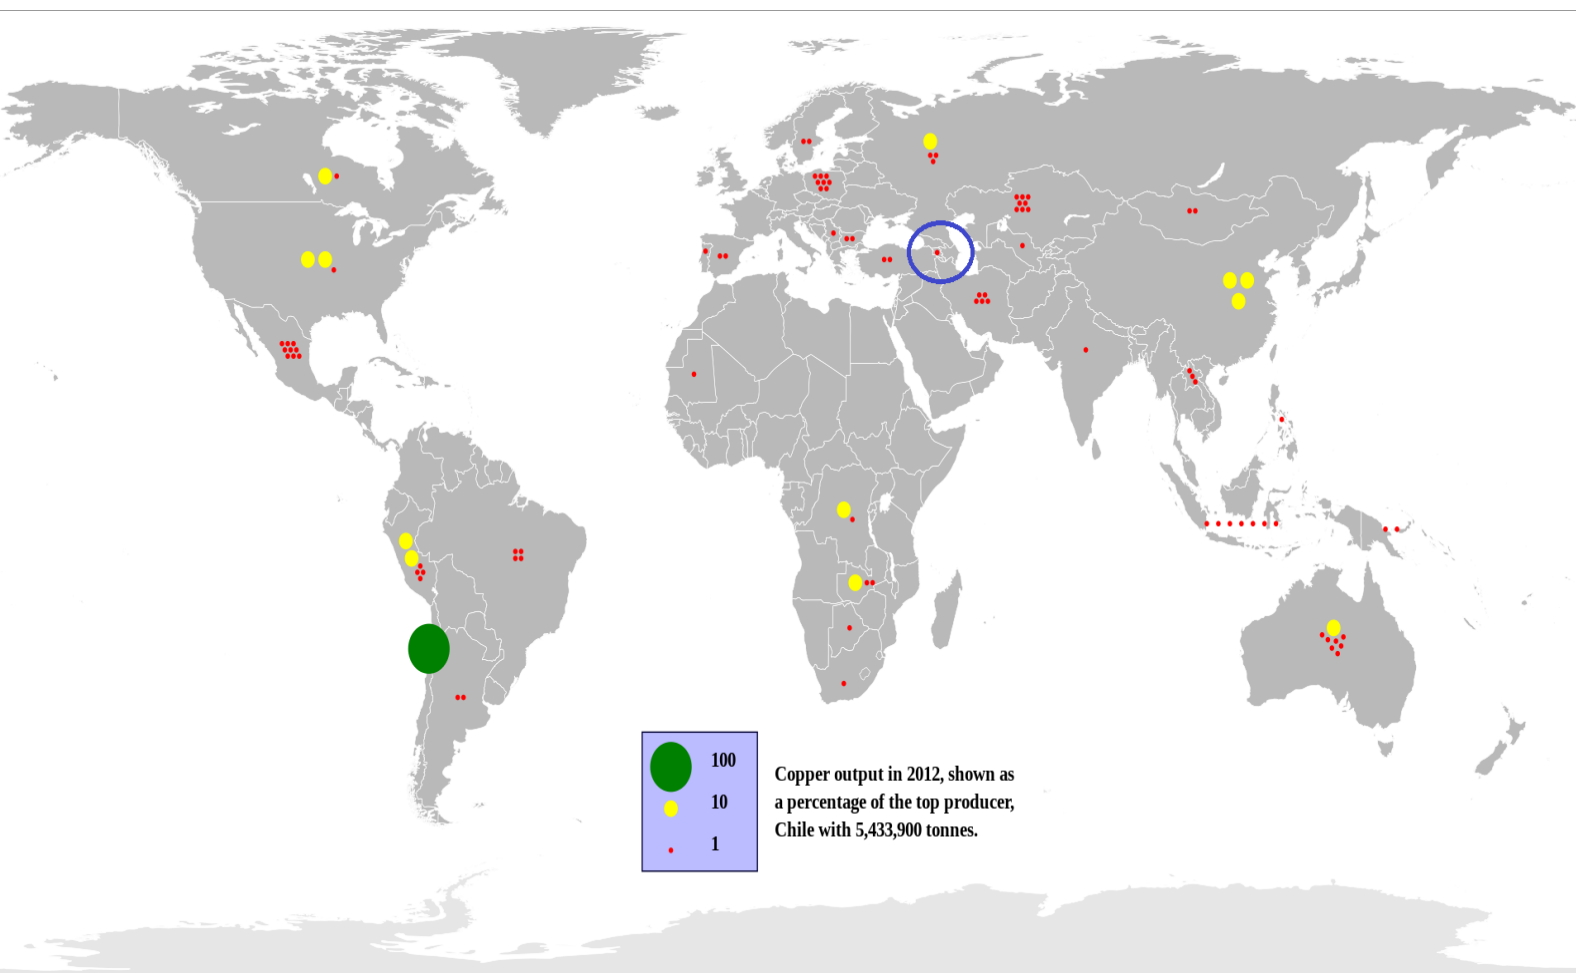 100
10
1
Copper output in 2012, shown as
a percentage of the top producer,
Chile with 5,433,900 tonnes.